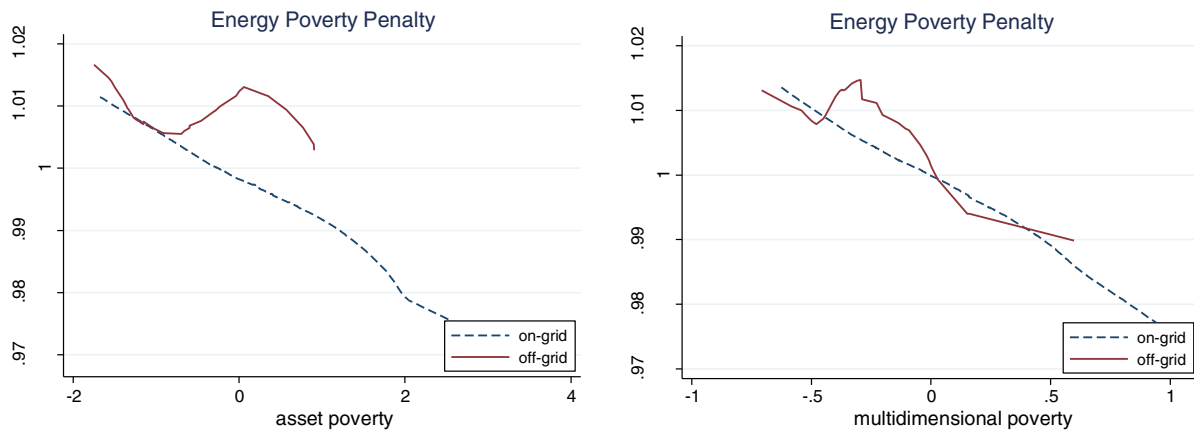 Energy Poverty Penalty
1.02
1.01
1
.99
.98
.97
on-grid
off-grid
-2
0
2
4
asset poverty
Energy Poverty Penalty
1.02
1.01
1
.99
.98
.97
on-grid
off-grid
-1
-.5
0
.5
1
multidimensional poverty